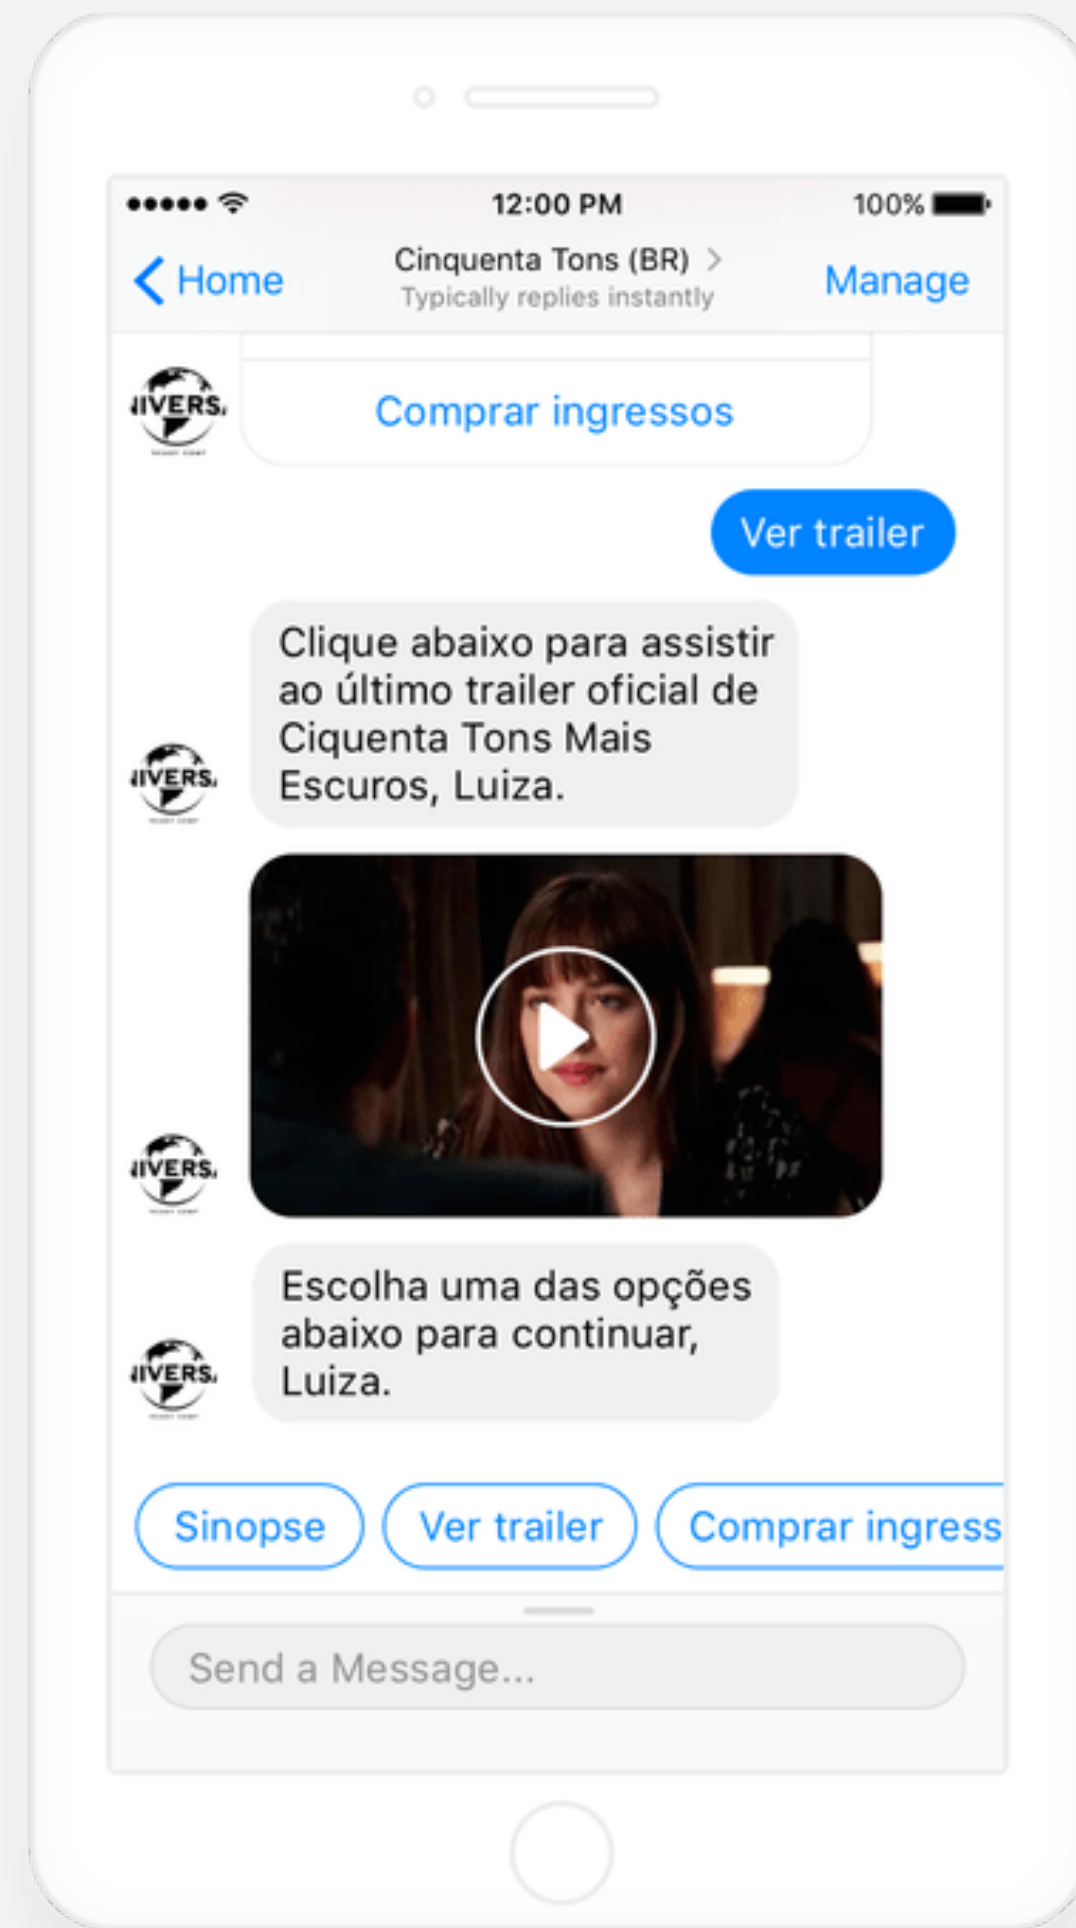 12:00 PM
100%
Home
Cinquenta Tons (BR)
Typically replies instantly
Manage
Comprar ingressos
Ver trailer
Clique abaixo para assistir
ao último trailer oficial de
Ciquenta Tons Mais
Escuros, Luiza.
Escolha uma das opções
abaixo para continuar,
Luiza.
Sinopse
Ver trailer
Comprar ingress
Send a Message...